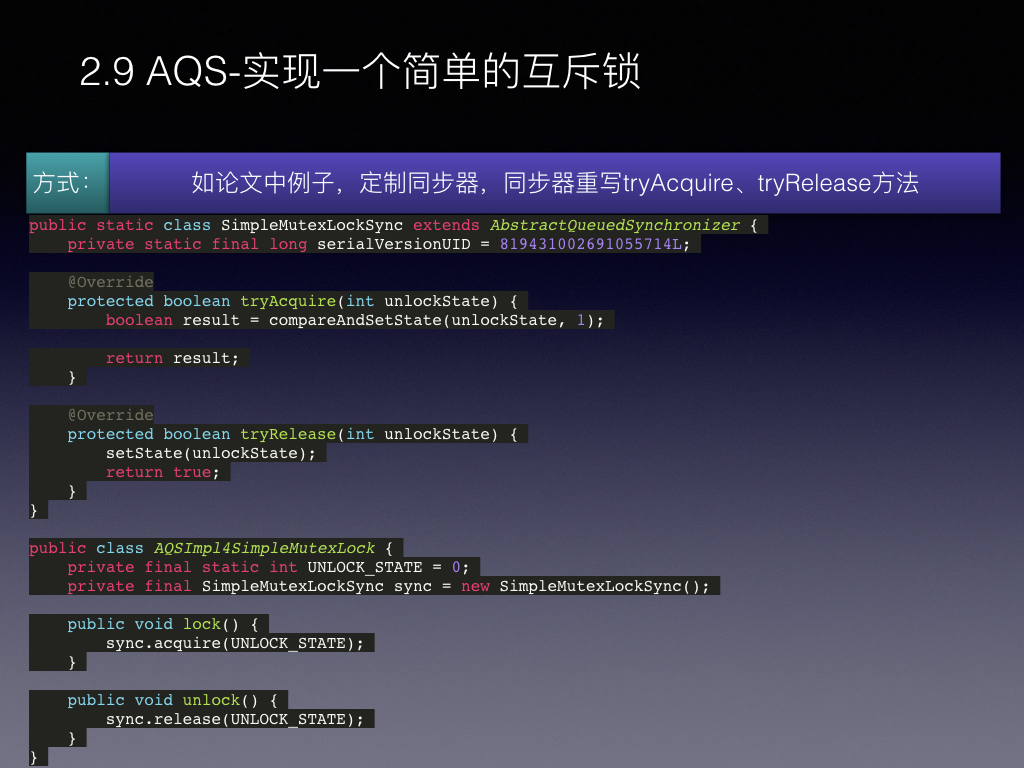 2.9 AQS-实现一个简单的互斥锁
方式：
如论文中例子，定制同步器，同步器重写tryAcquire、tryRelease方法
public static class SimpleMutexLockSync extends AbstractQueuedSynchronizer {
    private static final long serialVersionUID = 819431002691055714L;
    @Override
    protected boolean tryAcquire(int unlockState) {
        boolean result = compareAndSetState(unlockState, 1);
        return result;
    }
    @Override
    protected boolean tryRelease(int unlockState) {
        setState(unlockState);
        return true;
    }
}
public class AQSImpl4SimpleMutexLock {
    private final static int UNLOCK_STATE = 0;
    private final SimpleMutexLockSync sync = new SimpleMutexLockSync();
    public void lock() {
        sync.acquire(UNLOCK_STATE);
    }
    public void unlock() {
        sync.release(UNLOCK_STATE);
    }
}